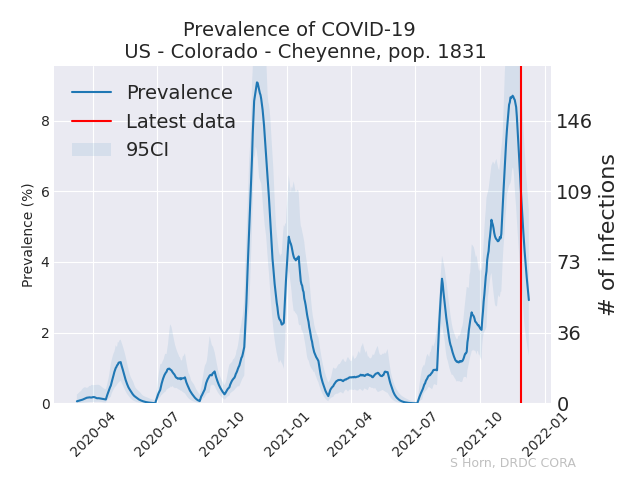 Prevalence of COVID-19
US - Colorado - Cheyenne, pop. 1831
Prevalence
Latest data
95CI
Prevalence (%)
8
6
4
2
0
146
109
73
36
0
# of infections
2020-04
2020-07
2020-10
2021-01
2021-04
2021-07
2021-10
2022-01
S Horn, DRDC CORA